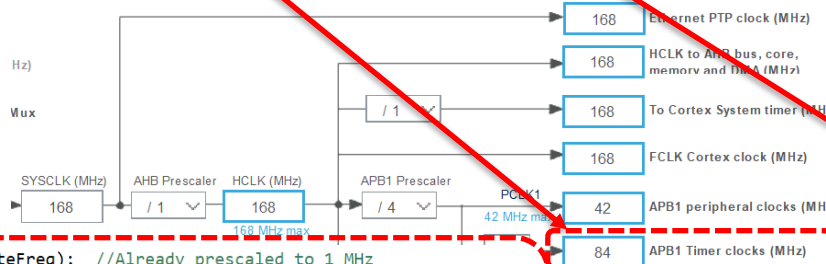 168 Ethernet PTP clock (MHz)
Hz)
168 HCLK to AHB bus, core,
memory and DMA (MHz)
Mux
/ 1
168 To Cortex System timer (MH
168 FCLK Cortex clock (MHz)
SYSCLK (MHz) AHB Prescaler HCLK (MHz) APB1 Prescaler
168 / 1 168 / 4
168 MHz max
PCLK1
42 MHz max
42 APB1 peripheral clocks (MH
84 APB1 Timer clocks (MHz)
teFreq); //Already prescaled to 1 MHz